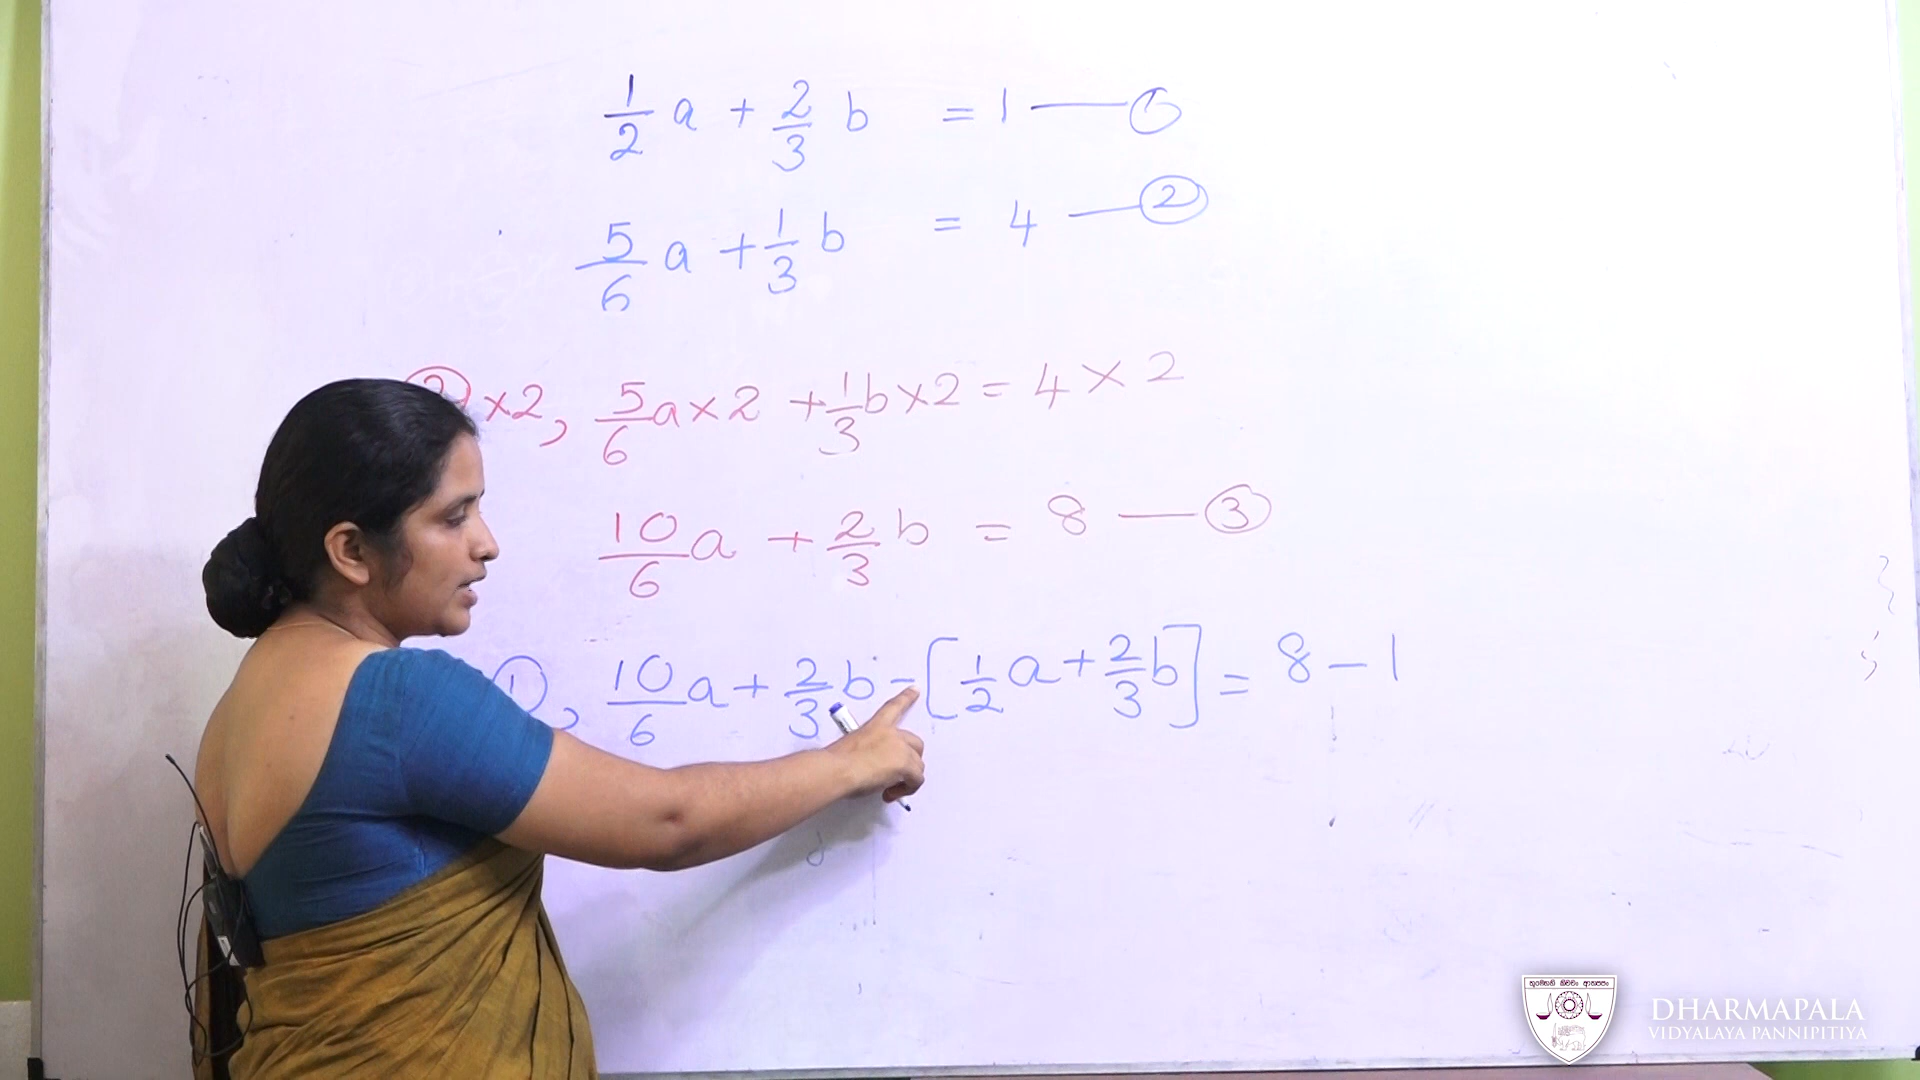 1/2 a + 2/3 b = 1 — ①
5/6 a + 1/3 b = 4 — ②
② ×2, 5/6 a × 2 + 1/3 b × 2 = 4 × 2
10/6 a + 2/3 b = 8 — ③
①, 10/6 a + 2/3 b - [1/2 a + 2/3 b] = 8 - 1
DHARMAPALA
VIDYALAYA PANNIPITIYA